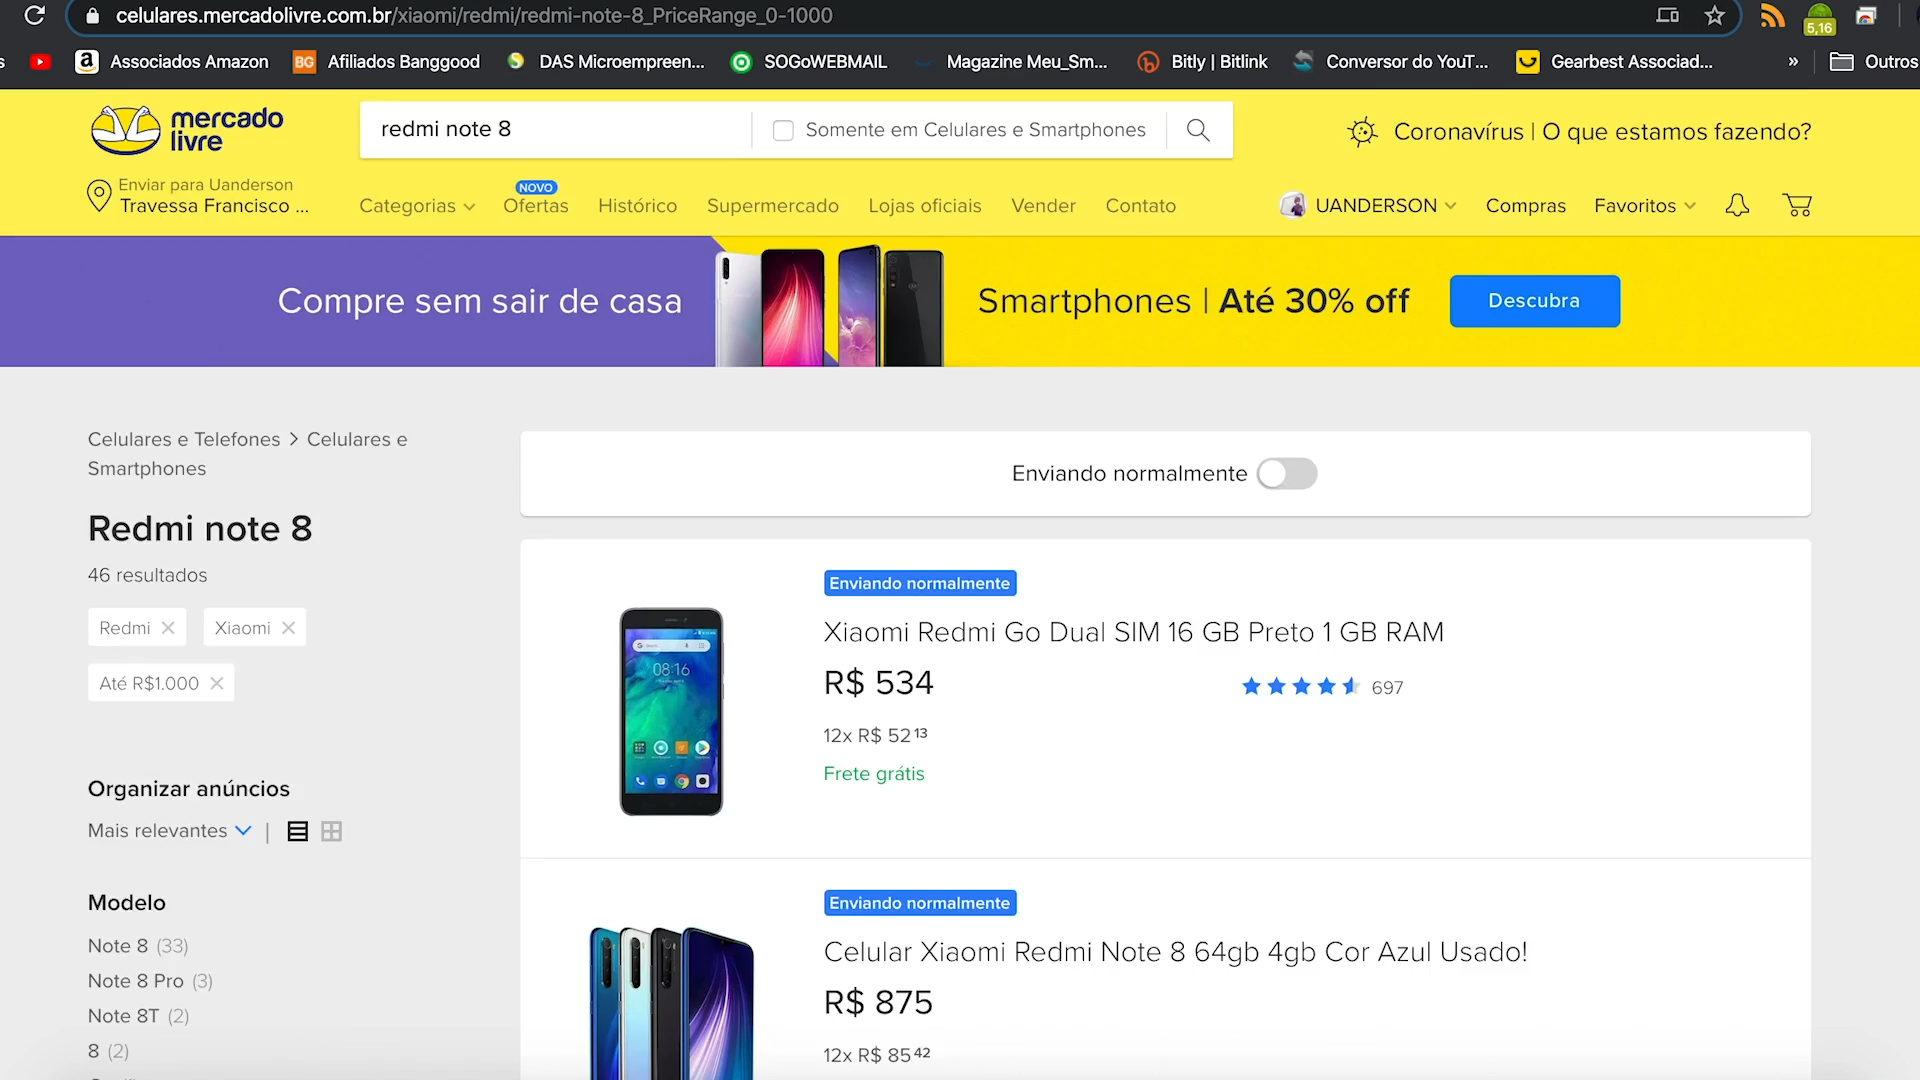 celulares.mercadolivre.com.br/xiaomi/redmi/redmi-note-8_PriceRange_0-1000
5,16
Associados Amazon
BG Afiliados Banggood
DAS Microempreen...
SOGoWEBMAIL
Magazine Meu_Sm...
Bitly | Bitlink
Conversor do YouT...
Gearbest Associad...
»
Outros
mercado
livre
redmi note 8
Somente em Celulares e Smartphones
Coronavírus | O que estamos fazendo?
Enviar para Uanderson
Travessa Francisco ...
Categorias
NOVO
Ofertas
Histórico
Supermercado
Lojas oficiais
Vender
Contato
UANDERSON
Compras
Favoritos
Compre sem sair de casa
Smartphones | Até 30% off
Descubra
Celulares e Telefones > Celulares e
Smartphones
Redmi note 8
46 resultados
Redmi
Xiaomi
Até R$1.000
Organizar anúncios
Mais relevantes
Modelo
Note 8 (33)
Note 8 Pro (3)
Note 8T (2)
8 (2)
Enviando normalmente
Enviando normalmente
08:16
Xiaomi Redmi Go Dual SIM 16 GB Preto 1 GB RAM
R$ 534
697
12x R$ 52 13
Frete grátis
Enviando normalmente
Celular Xiaomi Redmi Note 8 64gb 4gb Cor Azul Usado!
R$ 875
12x R$ 85 42